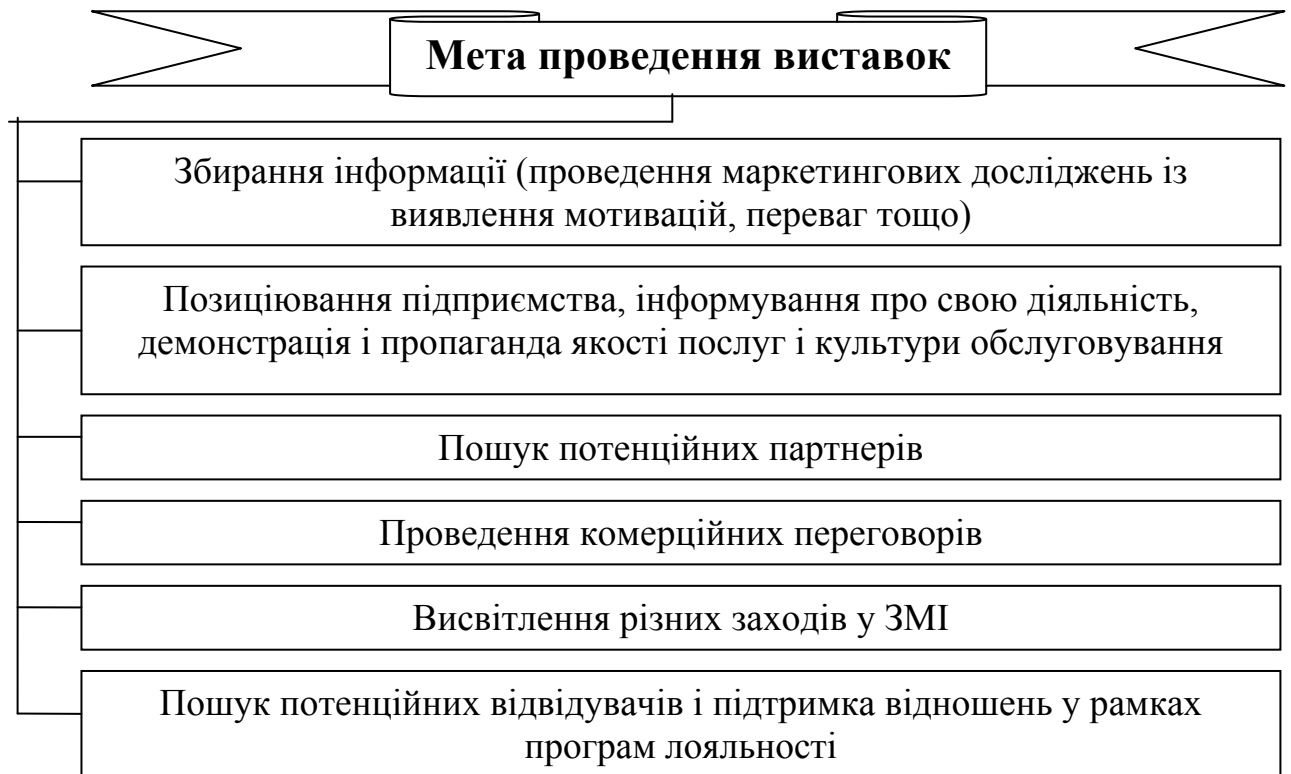 Мета проведення виставок
Збирання інформації (проведення маркетингових досліджень із
виявлення мотивацій, переваг тощо)
Позиціювання підприємства, інформування про свою діяльність,
демонстрація і пропаганда якості послуг і культури обслуговування
Пошук потенційних партнерів
Проведення комерційних переговорів
Висвітлення різних заходів у ЗМІ
Пошук потенційних відвідувачів і підтримка відношень у рамках
програм лояльності